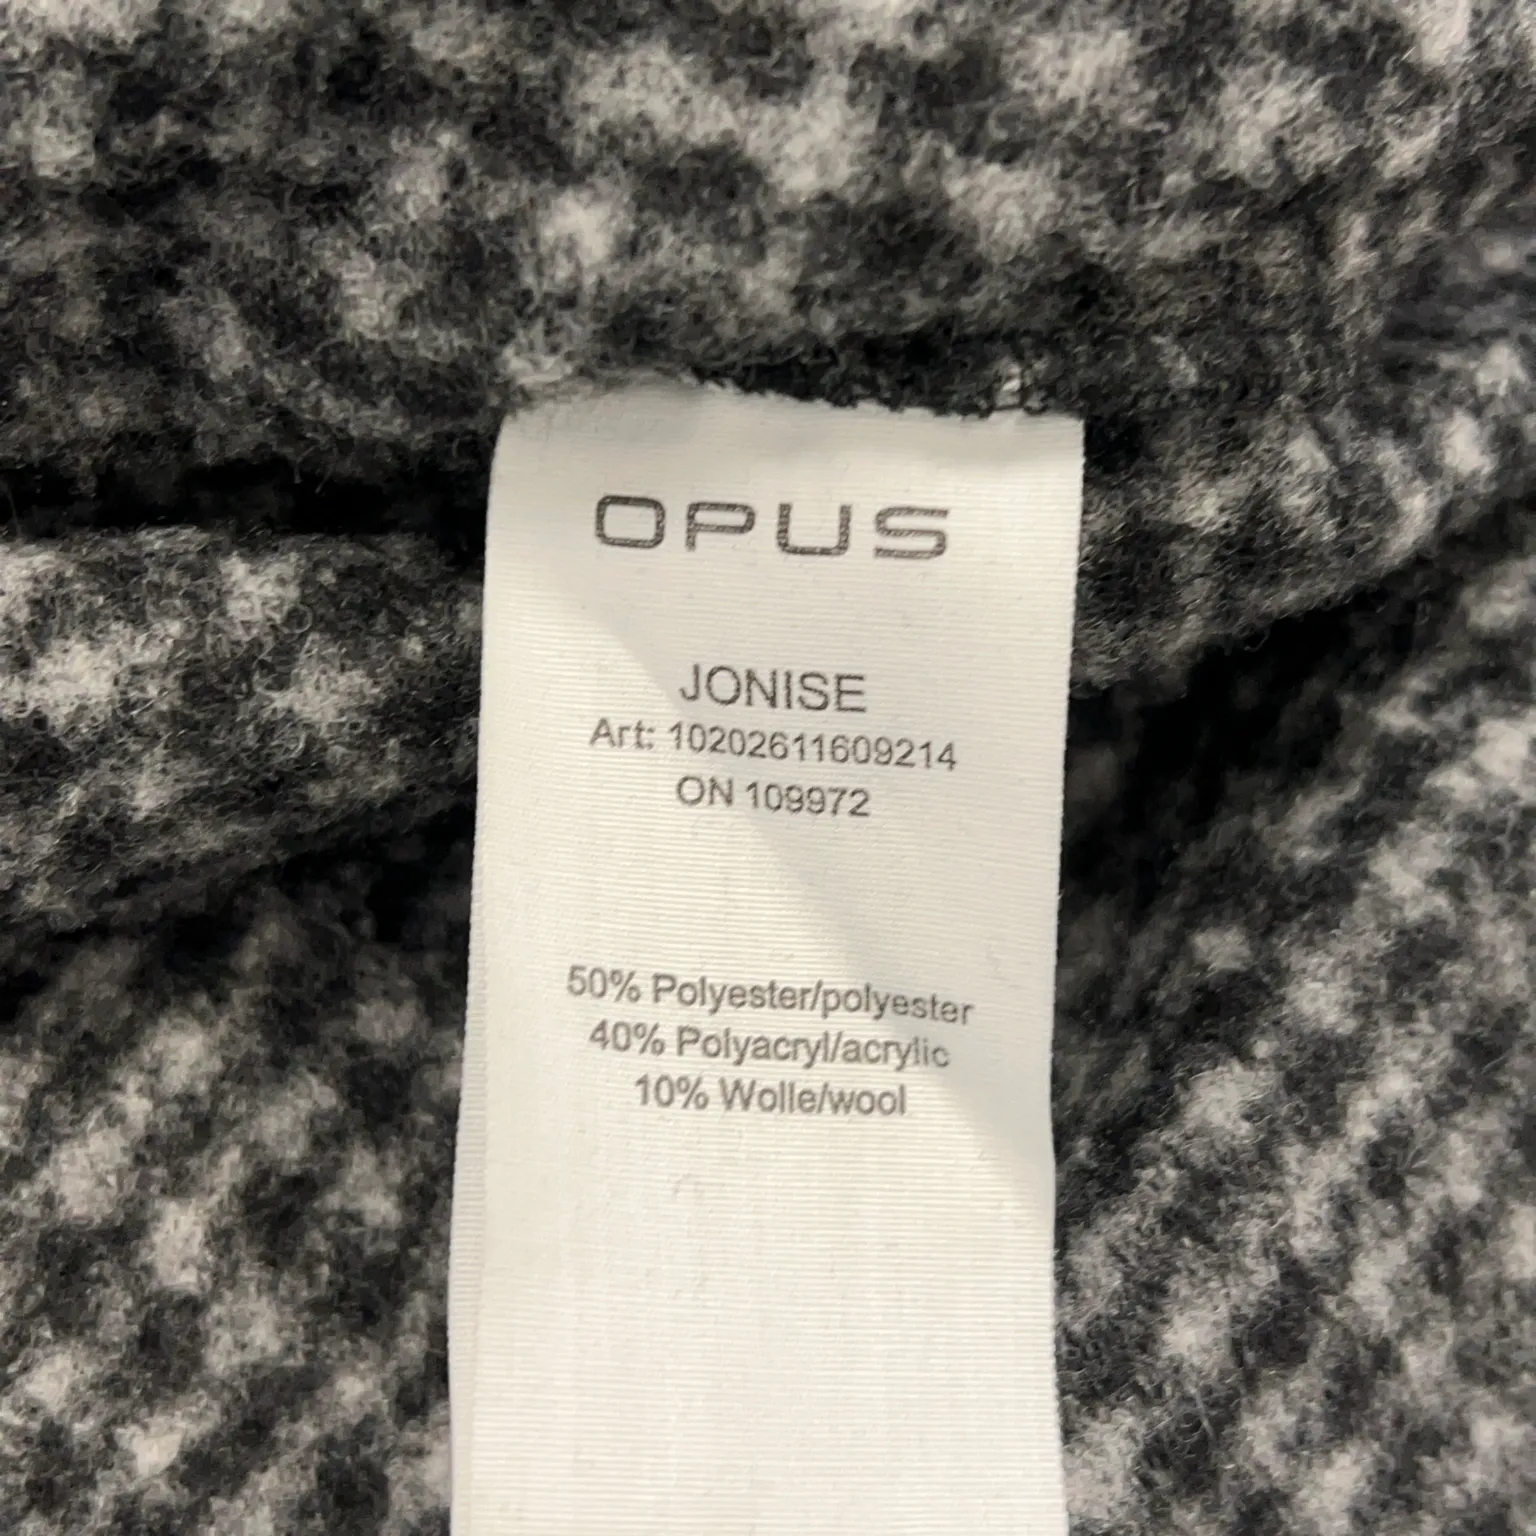 OPUS
JONISE
Art: 10202611609214
ON 109972
50% Polyester/polyester
40% Polyacryl/acrylic
10% Wolle/wool